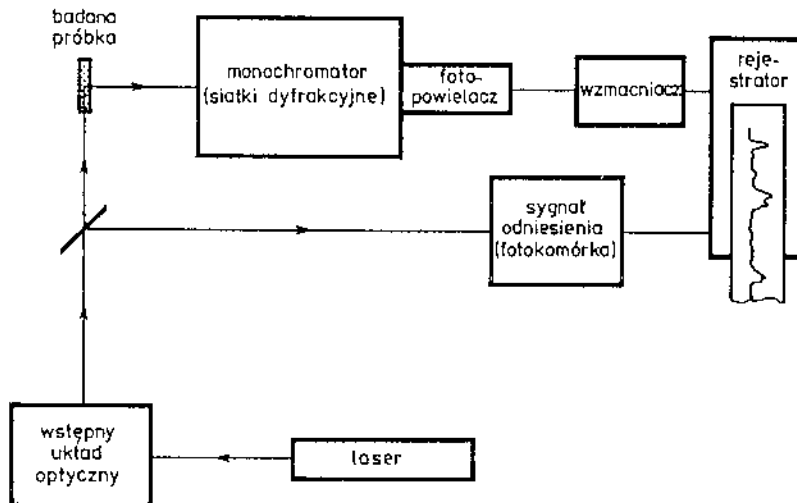 badana
próbka
monochromator
(siatki dyfrakcyjne)
foto-
powielacz
wzmacniacz
reje-
strator
sygnał
odniesienia
(fotokomórka)
wstępny
układ
optyczny
laser